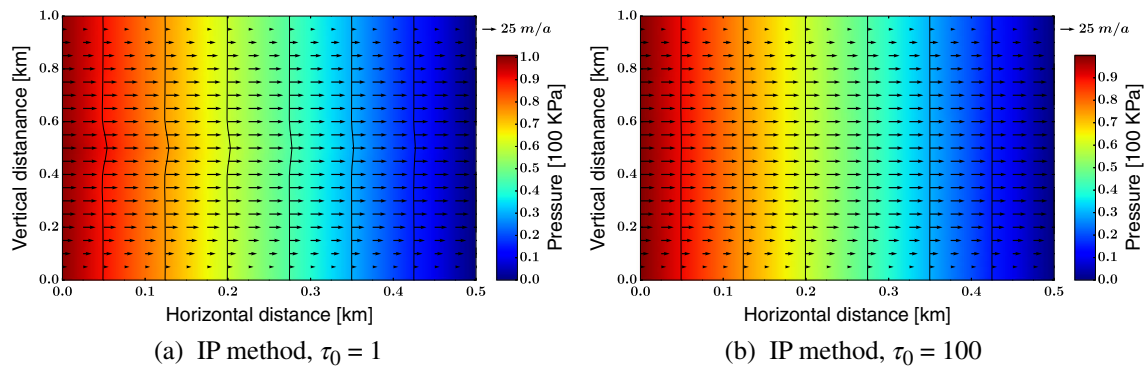 1.0
0.8
0.6
0.4
0.2
0.0
Vertical distanance [km]
0.0 0.1 0.2 0.3 0.4 0.5
Horizontal distance [km]
25 m/a
1.0
0.9
0.8
0.7
0.6
0.5
0.4
0.3
0.2
0.1
0.0
Pressure [100 KPa]
(a) IP method, τ₀ = 1
1.0
0.8
0.6
0.4
0.2
0.0
Vertical distanance [km]
0.0 0.1 0.2 0.3 0.4 0.5
Horizontal distance [km]
25 m/a
0.9
0.8
0.7
0.6
0.5
0.4
0.3
0.2
0.1
0.0
Pressure [100 KPa]
(b) IP method, τ₀ = 100